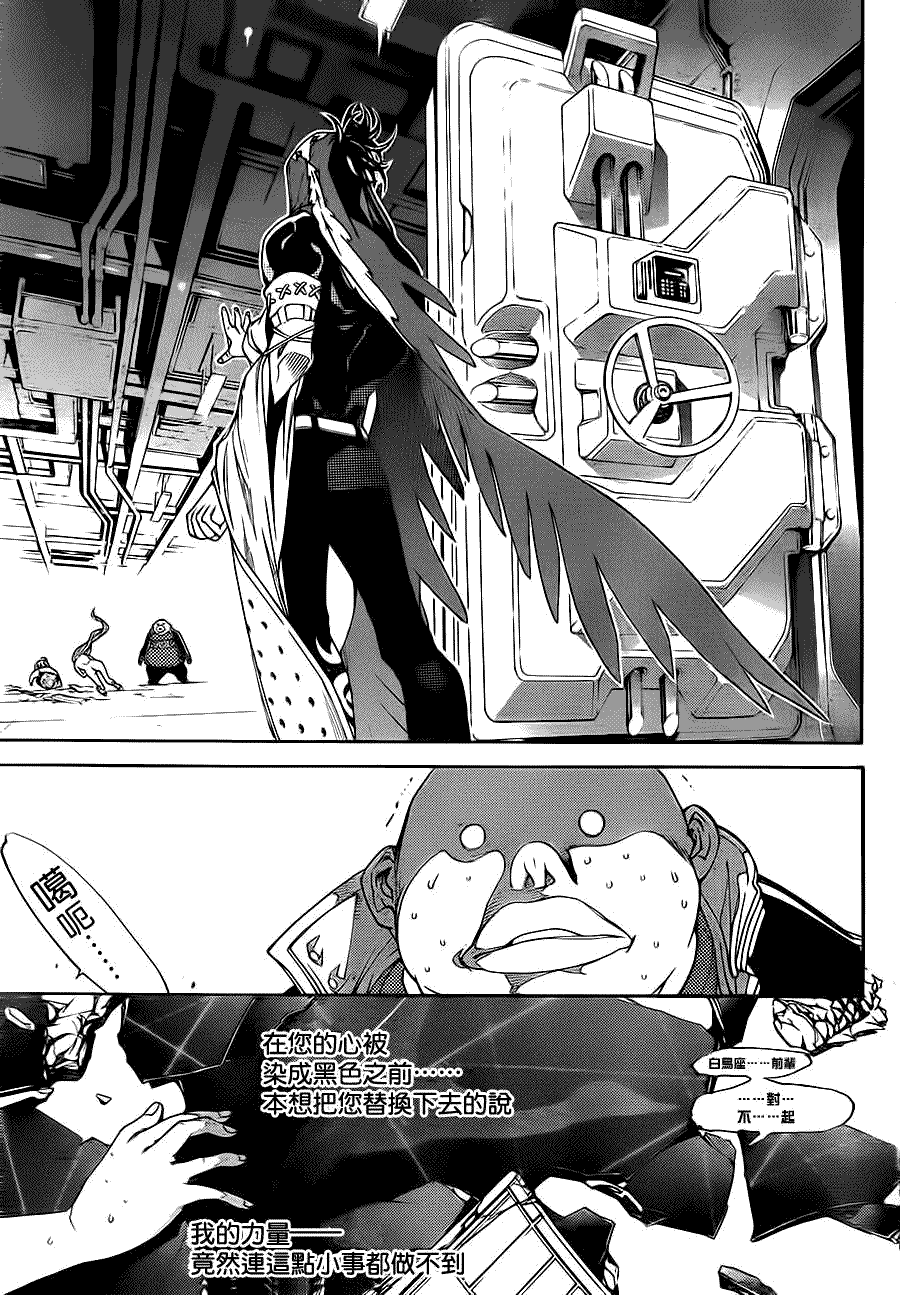 噶呃……
白鳥座……前輩
……對…
不……起
在您的心被
染成黑色之前……
本想把您替換下去的說
我的力量——
竟然連這點小事都做不到